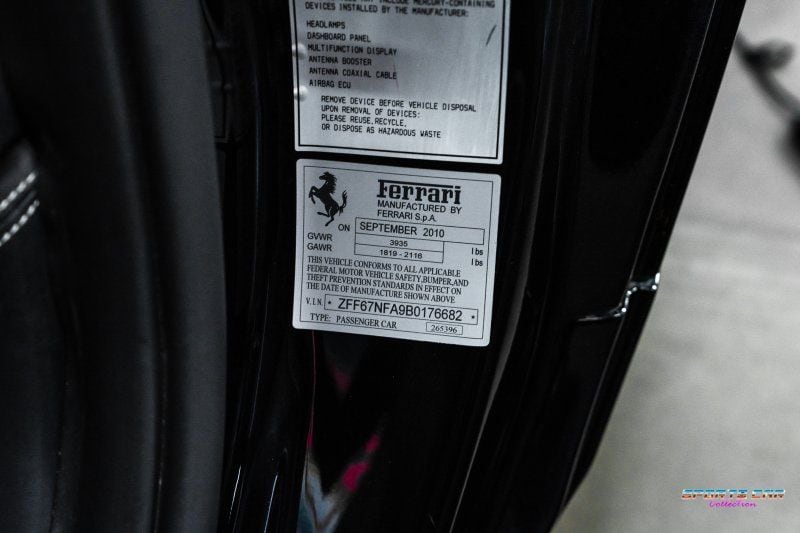 DEVICES INSTALLED BY THE MANUFACTURER:
HEADLAMPS
DASHBOARD PANEL
MULTIFUNCTION DISPLAY
ANTENNA BOOSTER
ANTENNA COAXIAL CABLE
AIRBAG ECU
REMOVE DEVICE BEFORE VEHICLE DISPOSAL
UPON REMOVAL OF DEVICES:
PLEASE REUSE, RECYCLE,
OR DISPOSE AS HAZARDOUS WASTE
Ferrari
MANUFACTURED BY
FERRARI S.p.A.
ON SEPTEMBER 2010
GVWR 3935 lbs
GAWR 1819 - 2116 lbs
THIS VEHICLE CONFORMS TO ALL APPLICABLE
FEDERAL MOTOR VEHICLE SAFETY, BUMPER, AND
THEFT PREVENTION STANDARDS IN EFFECT ON
THE DATE OF MANUFACTURE SHOWN ABOVE
V.I.N. * ZFF67NFA9B0176682 *
TYPE: PASSENGER CAR 265396
SPORTS CAR
Collection